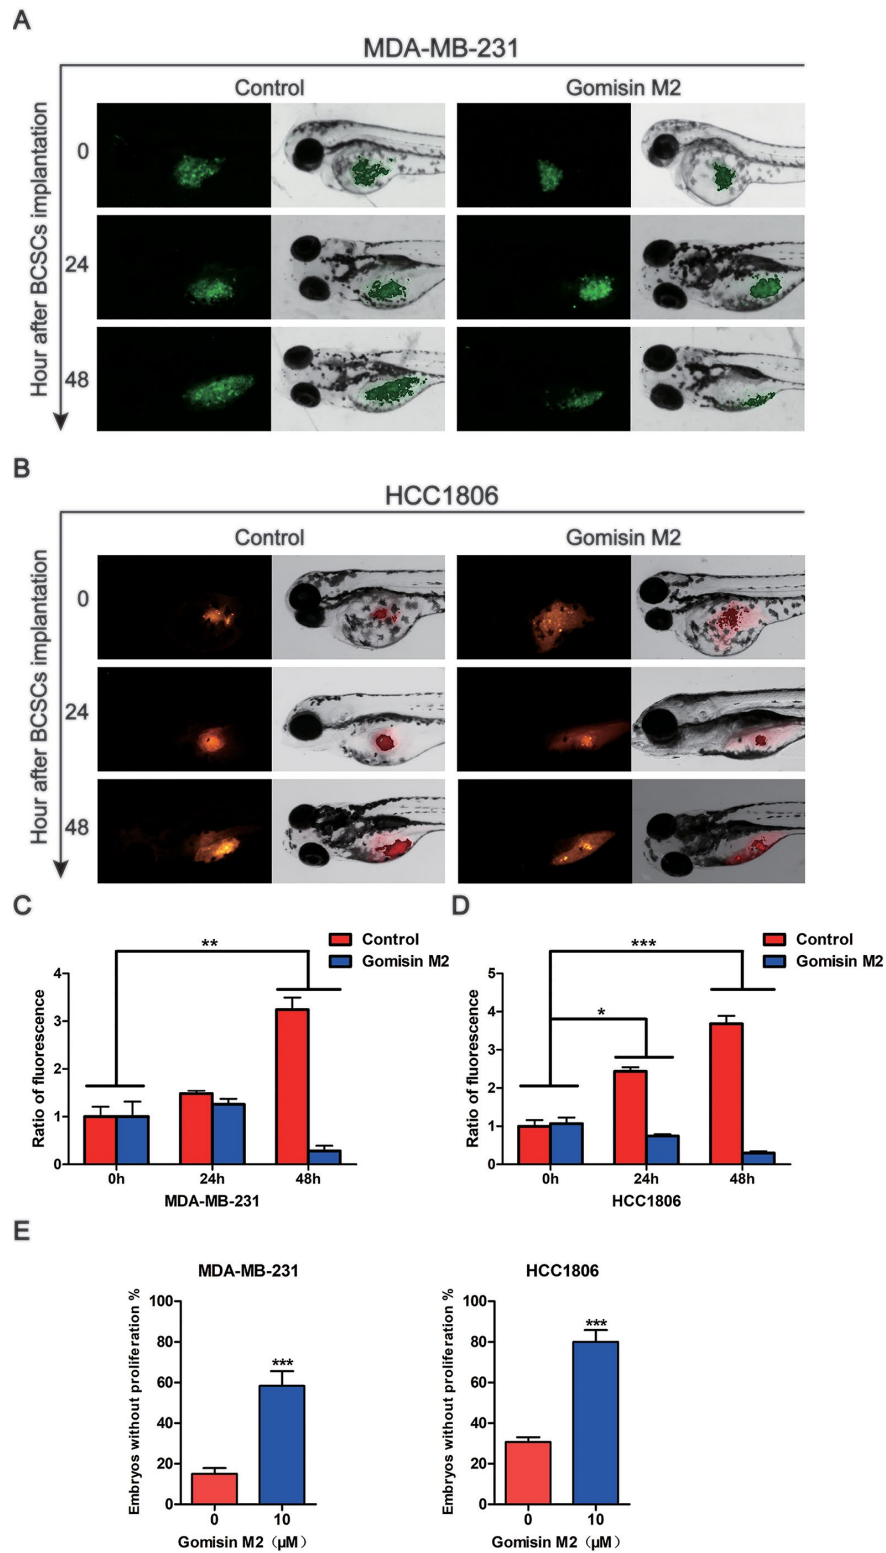 A
MDA-MB-231
Control
Gomisin M2
Hour after BCSCs implantation
0
24
48
B
HCC1806
Control
Gomisin M2
Hour after BCSCs implantation
0
24
48
C
Control
Gomisin M2
**
Ratio of fluorescence
4
3
2
1
0
0h
24h
48h
MDA-MB-231
D
Control
Gomisin M2
***
*
Ratio of fluorescence
5
4
3
2
1
0
0h
24h
48h
HCC1806
E
MDA-MB-231
Embryos without proliferation %
100
80
60
40
20
0
***
0
10
Gomisin M2（μM）
HCC1806
Embryos without proliferation %
100
80
60
40
20
0
***
0
10
Gomisin M2（μM）